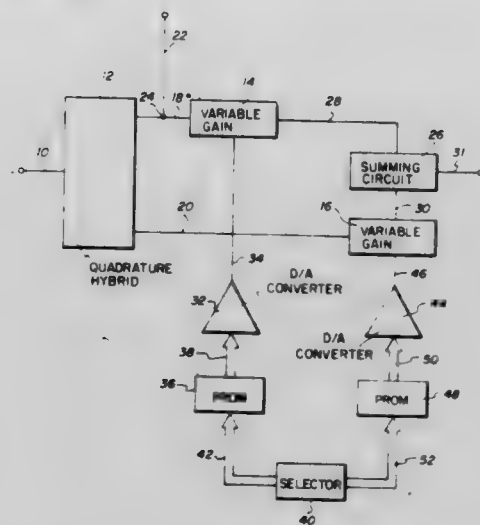 22
12
14
24
18
VARIABLE
GAIN
28
10
26
31
SUMMING
CIRCUIT
30
16
VARIABLE
GAIN
20
34
46
QUADRATURE
HYBRID
D/A
CONVERTER
32
D/A
CONVERTER
38
50
36
PROM
PROM
48
42
52
SELECTOR
40